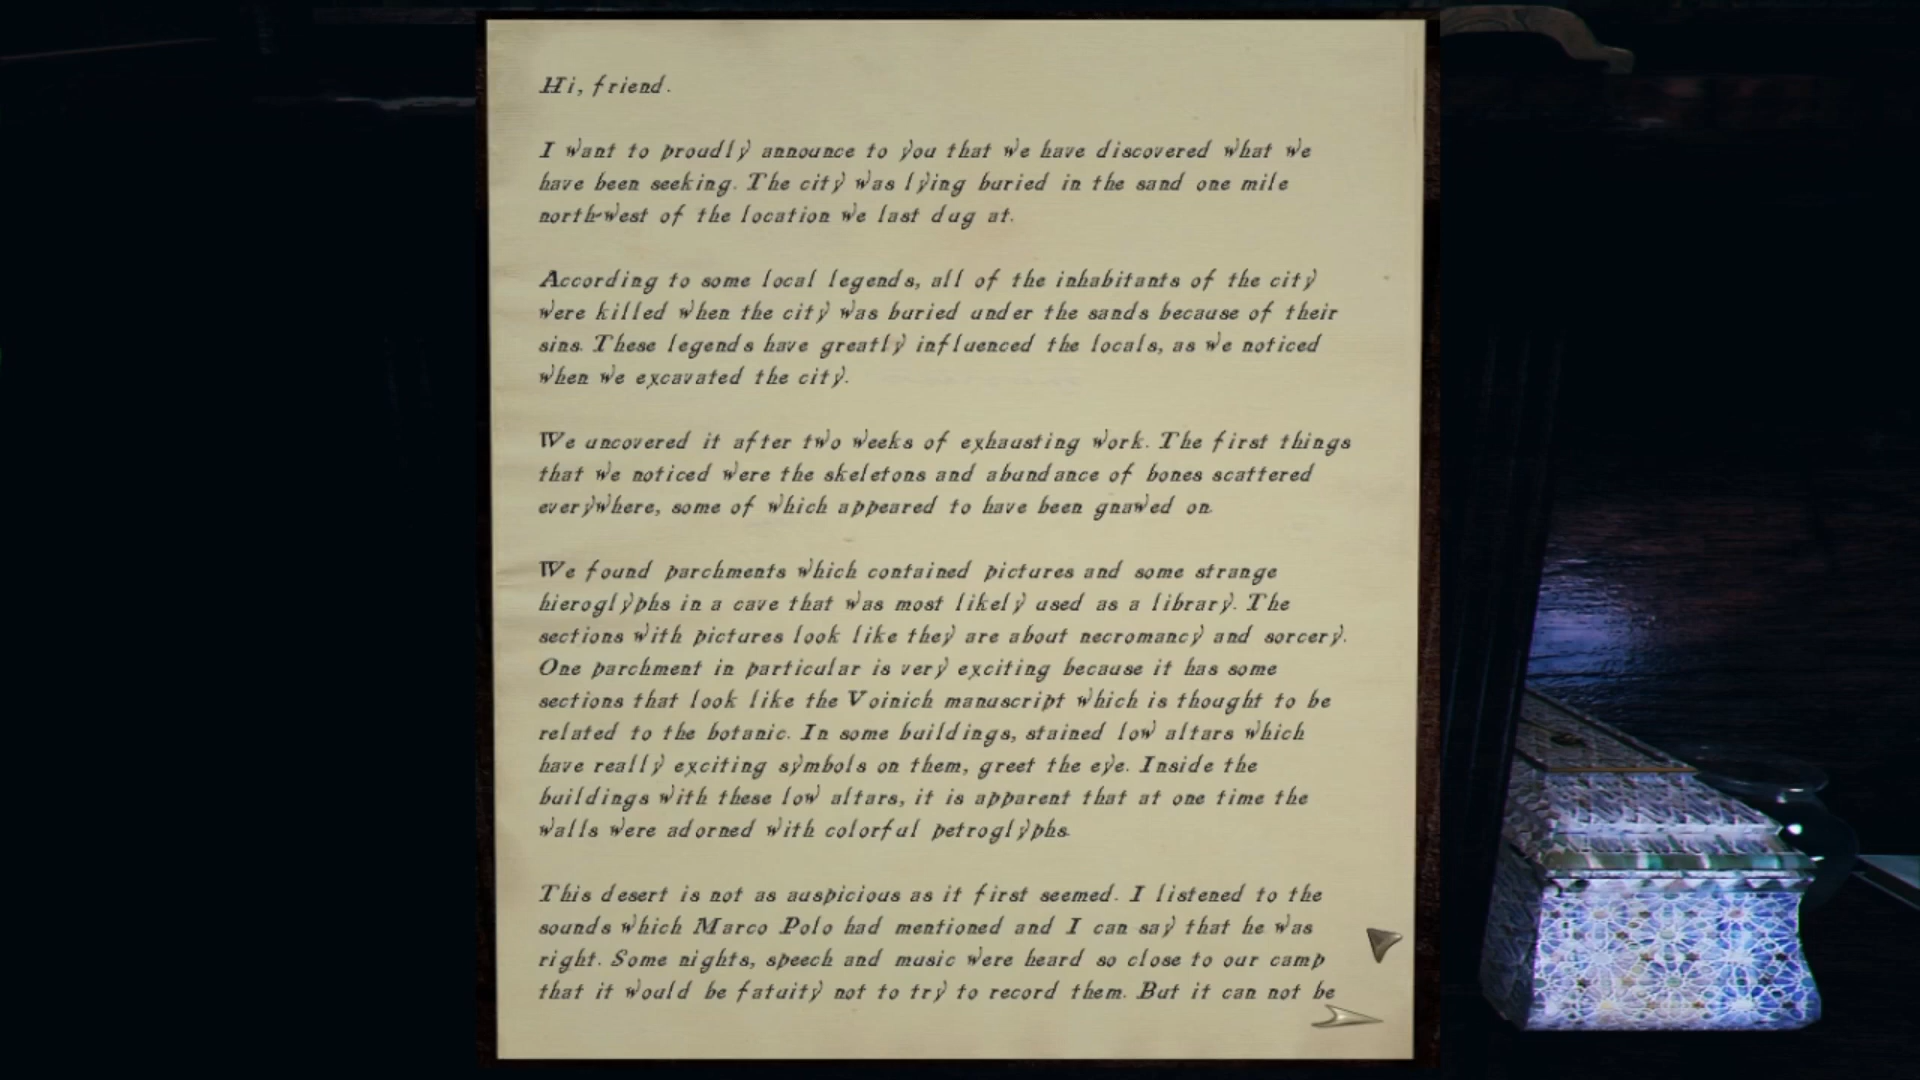 Hi, friend.
I want to proudly announce to you that we have discovered what we
have been seeking. The city was lying buried in the sand one mile
north-west of the location we last dug at.
According to some local legends, all of the inhabitants of the city
were killed when the city was buried under the sands because of their
sins. These legends have greatly influenced the locals, as we noticed
when we excavated the city.
We uncovered it after two weeks of exhausting work. The first things
that we noticed were the skeletons and abundance of bones scattered
everywhere, some of which appeared to have been gnawed on.
We found parchments which contained pictures and some strange
hieroglyphs in a cave that was most likely used as a library. The
sections with pictures look like they are about necromancy and sorcery.
One parchment in particular is very exciting because it has some
sections that look like the Voinich manuscript which is thought to be
related to the botanic. In some buildings, stained low altars which
have really exciting symbols on them, greet the eye. Inside the
buildings with these low altars, it is apparent that at one time the
walls were adorned with colorful petroglyphs.
This desert is not as auspicious as it first seemed. I listened to the
sounds which Marco Polo had mentioned and I can say that he was
right. Some nights, speech and music were heard so close to our camp
that it would be fatuity not to try to record them. But it can not be